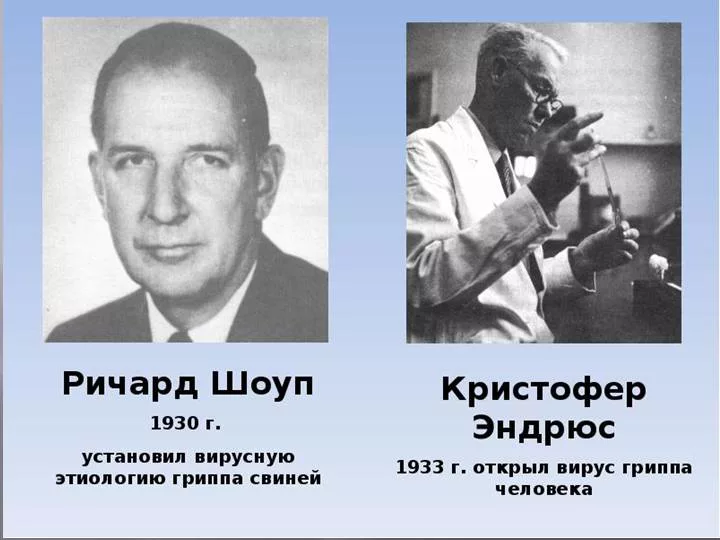 Ричард Шоуп
1930 г.
установил вирусную
этиологию гриппа свиней
Кристофер
Эндрюс
1933 г. открыл вирус гриппа
человека